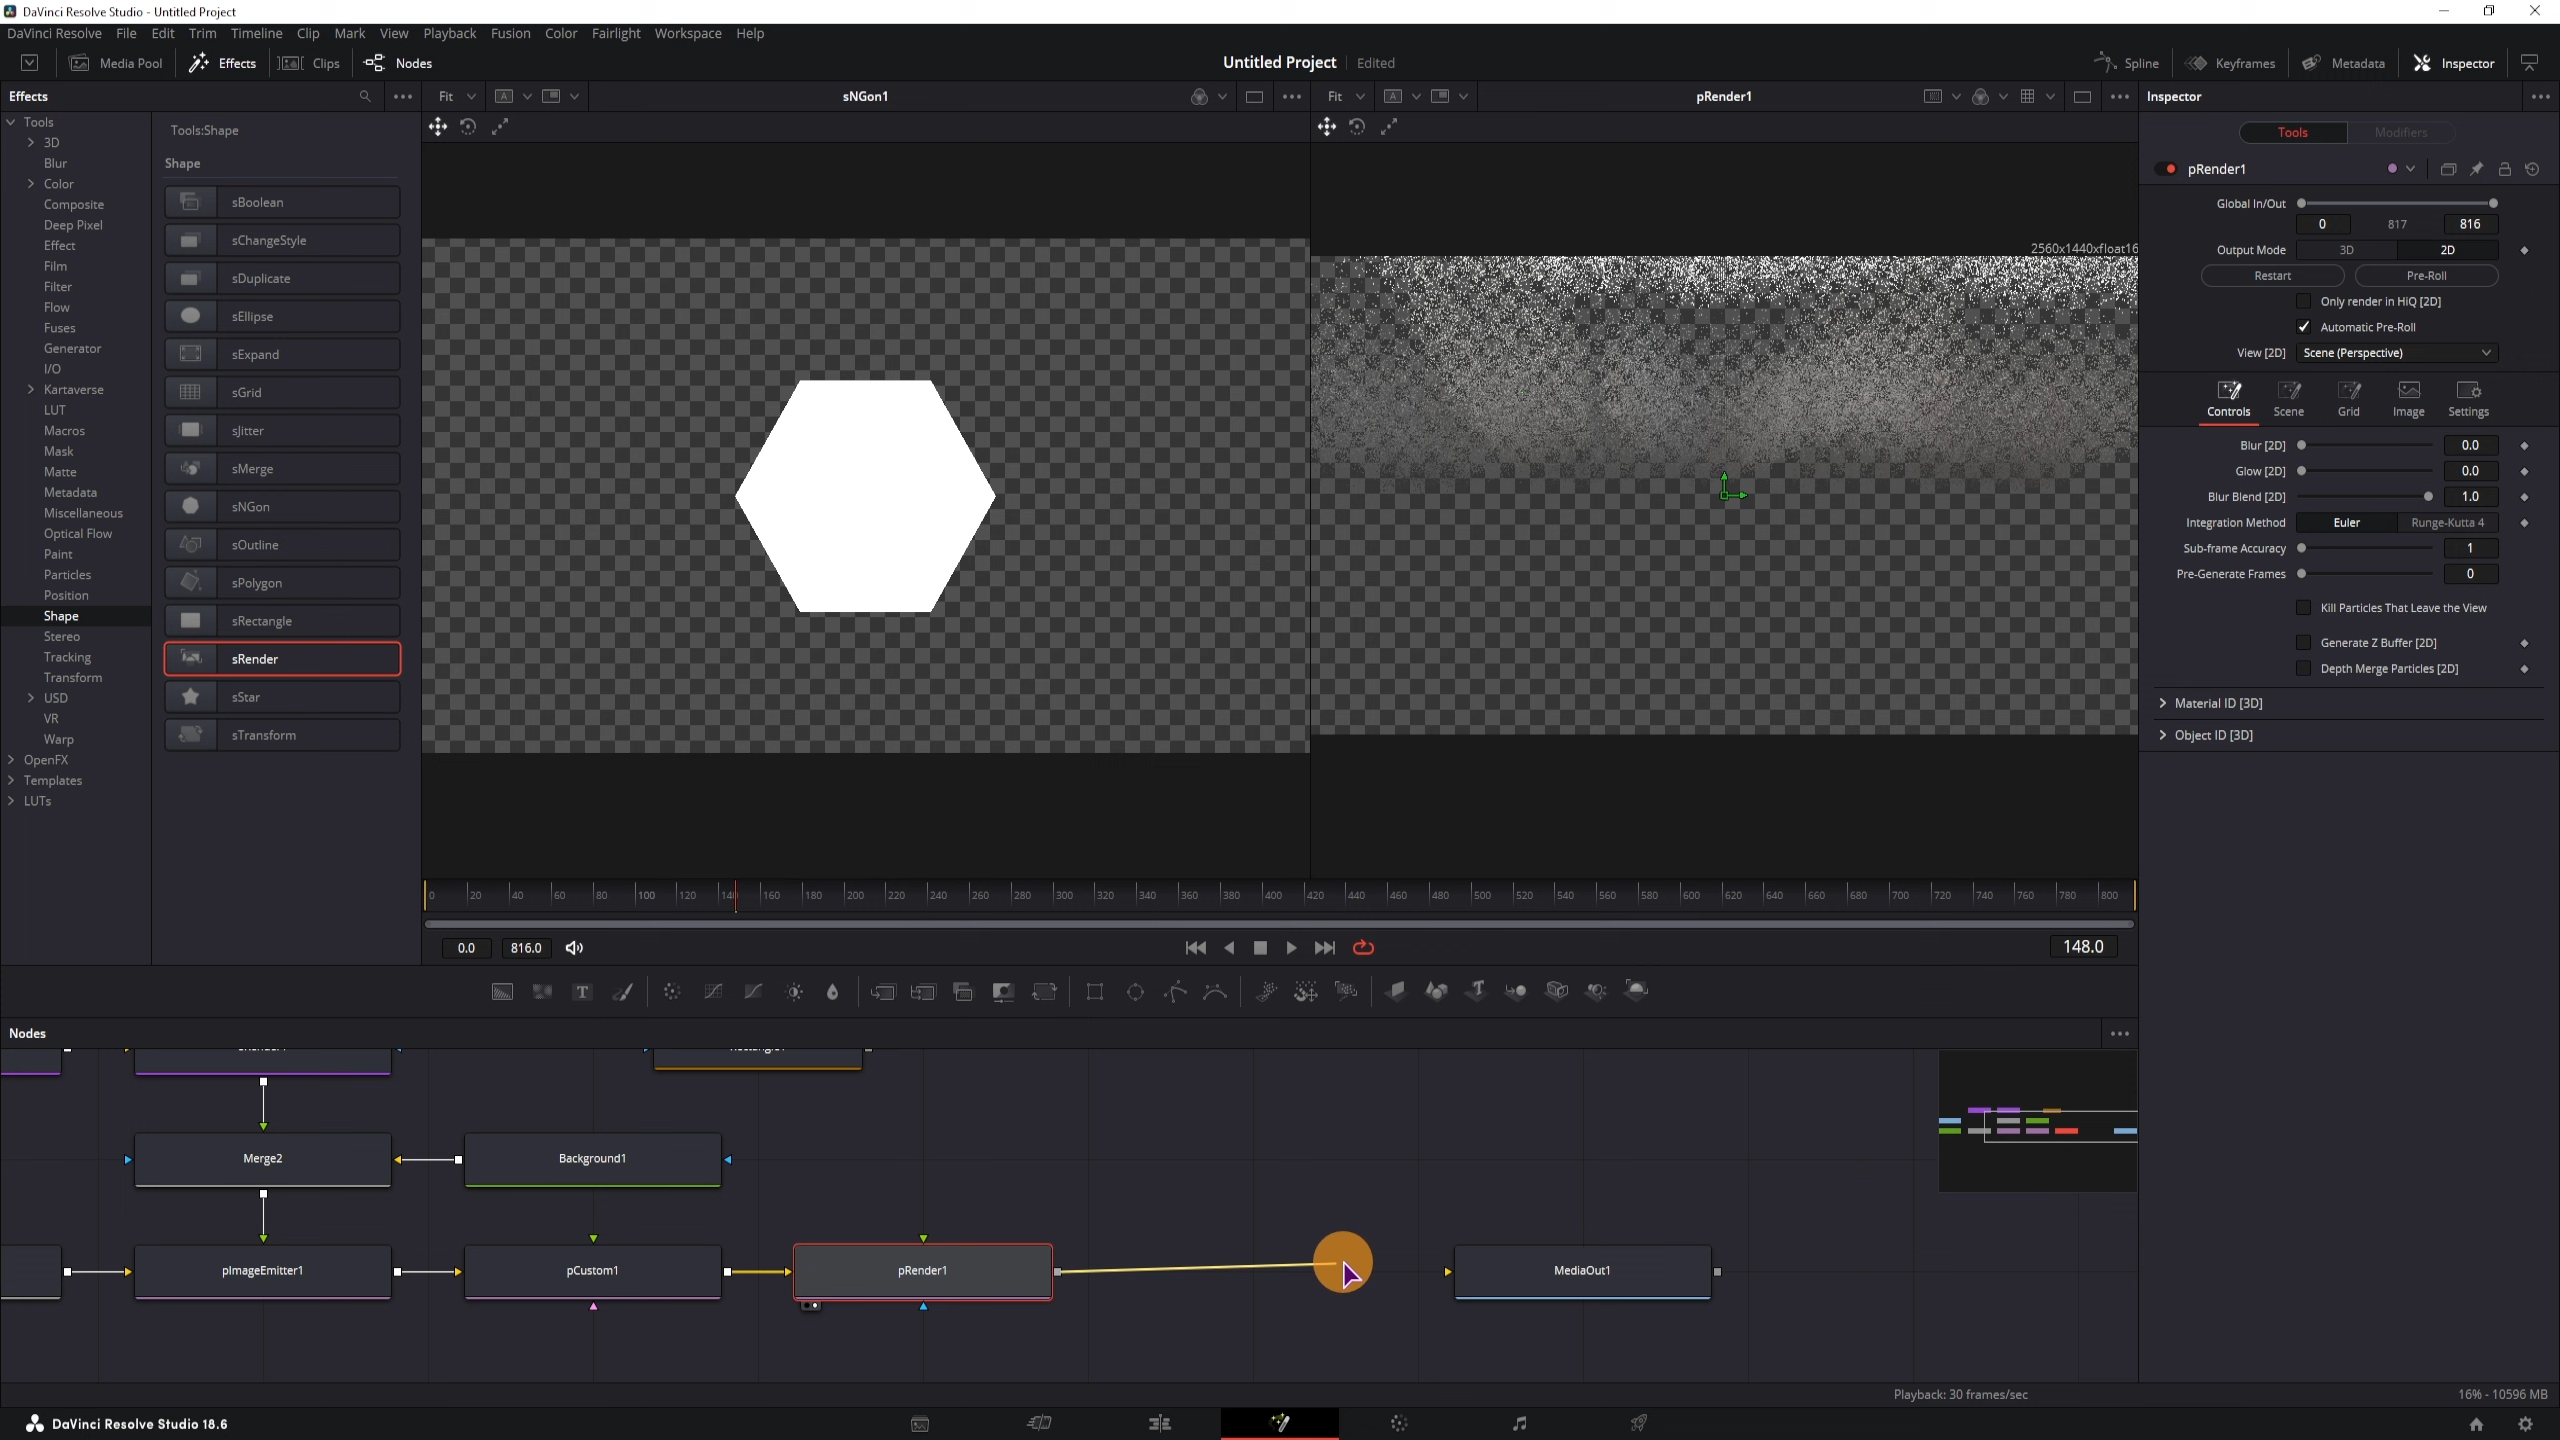 DaVinci Resolve Studio - Untitled Project
DaVinci Resolve File Edit Trim Timeline Clip Mark View Playback Fusion Color Fairlight Workspace Help
Media Pool Effects Clips Nodes Untitled Project Edited Spline Keyframes Metadata Inspector
Effects Fit A sNGon1 Fit A pRender1 Inspector
Tools
3D
Blur
Color
Composite
Deep Pixel
Effect
Film
Filter
Flow
Fuses
Generator
I/O
Kartaverse
LUT
Macros
Mask
Matte
Metadata
Miscellaneous
Optical Flow
Paint
Particles
Position
Shape
Stereo
Tracking
Transform
USD
VR
Warp
OpenFX
Templates
LUTs
Tools:Shape
Shape
sBoolean
sChangeStyle
sDuplicate
sEllipse
sExpand
sGrid
sJitter
sMerge
sNGon
sOutline
sPolygon
sRectangle
sRender
sStar
sTransform
2560x1440xfloat16
Tools Modifiers
pRender1
Global In/Out
0 817 816
Output Mode 3D 2D
Restart Pre-Roll
Only render in HiQ [2D]
Automatic Pre-Roll
View [2D] Scene (Perspective)
Controls Scene Grid Image Settings
Blur [2D] 0.0
Glow [2D] 0.0
Blur Blend [2D] 1.0
Integration Method Euler Runge-Kutta 4
Sub-frame Accuracy 1
Pre-Generate Frames 0
Kill Particles That Leave the View
Generate Z Buffer [2D]
Depth Merge Particles [2D]
Material ID [3D]
Object ID [3D]
0 20 40 60 80 100 120 160 180 200 220 240 260 280 300 320 340 360 380 400 420 440 460 480 500 520 540 560 580 600 620 640 660 680 700 720 740 760 780 800
0.0 816.0 148.0
Nodes
Merge2 Background1
pImageEmitter1 pCustom1 pRender1 MediaOut1
Playback: 30 frames/sec 16% - 10596 MB
DaVinci Resolve Studio 18.6